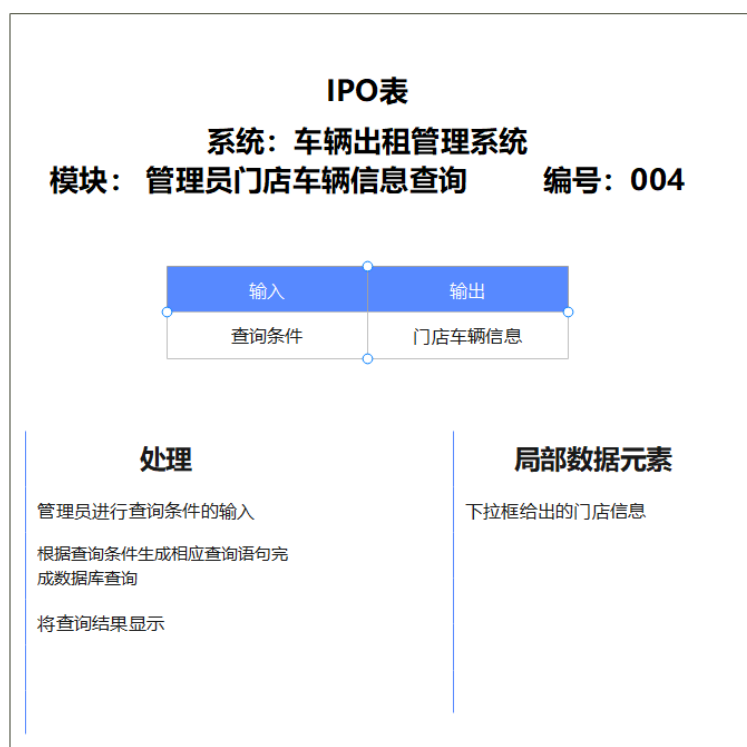 IPO表
系统：车辆出租管理系统
模块： 管理员门店车辆信息查询 编号：004
输入 输出
查询条件 门店车辆信息
处理
管理员进行查询条件的输入
根据查询条件生成相应查询语句完
成数据库查询
将查询结果显示
局部数据元素
下拉框给出的门店信息